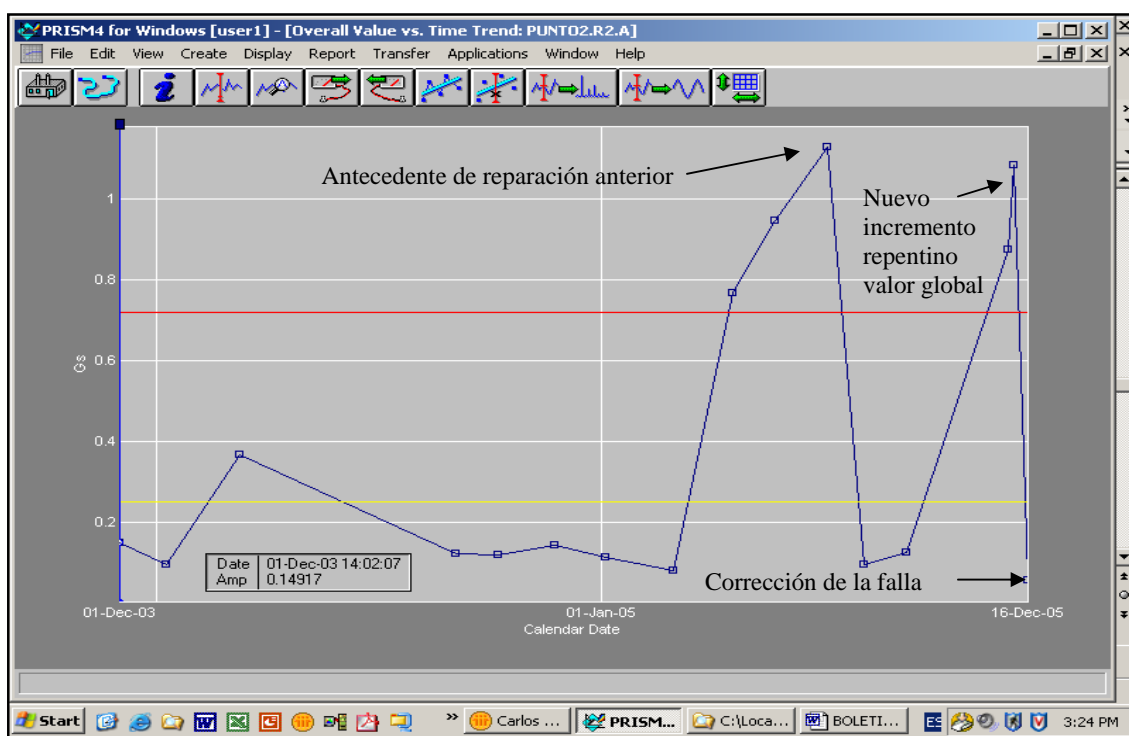 PRISM4 for Windows [user1] - [Overall Value vs. Time Trend: PUNTO2.R2.A]
File Edit View Create Display Report Transfer Applications Window Help
Antecedente de reparación anterior
Nuevo
incremento
repentino
valor global
1
0.8
0.6
0.4
0.2
Gs
Date 01-Dec-03 14:02:07
Amp 0.14917
Corrección de la falla
01-Dec-03
01-Jan-05
16-Dec-05
Calendar Date
Start
Carlos ...
PRISM...
C:\Loca...
BOLETI...
ES
3:24 PM